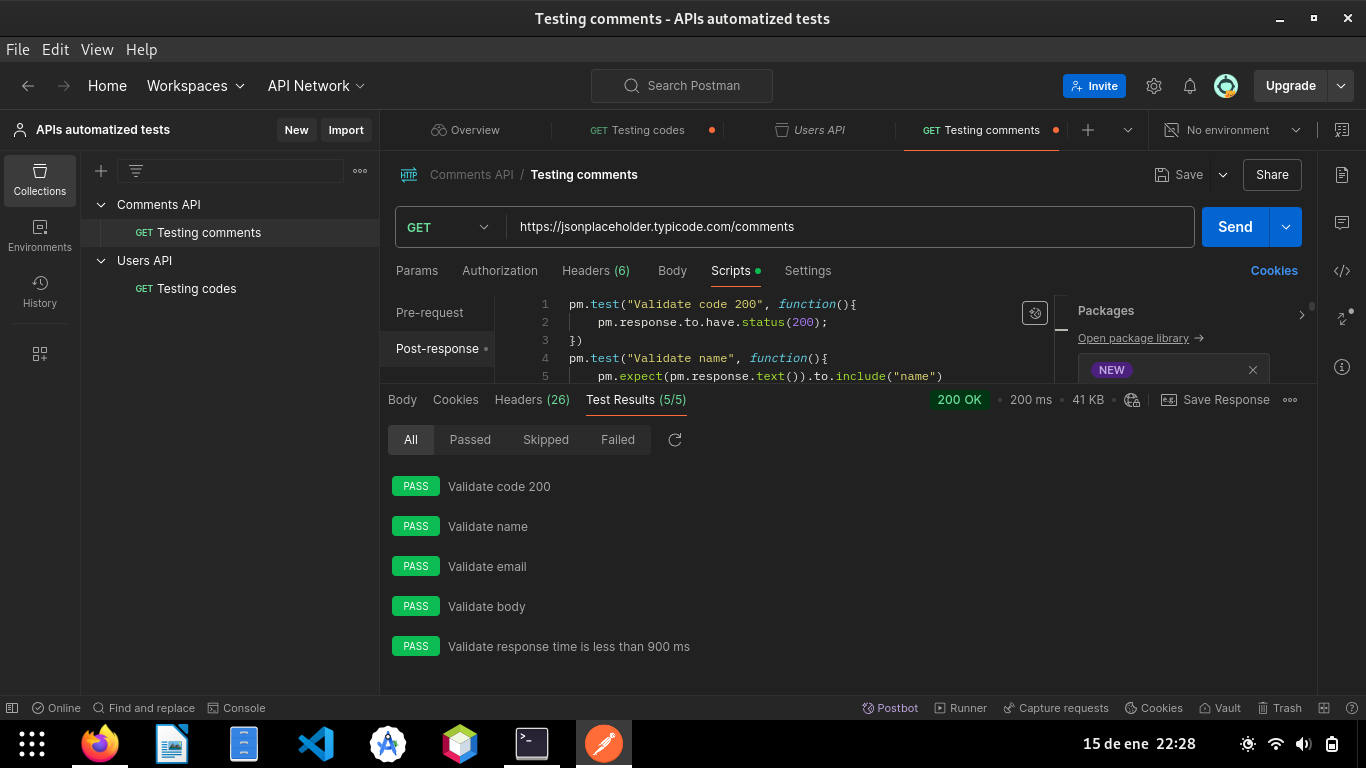 Testing comments - APIs automatized tests
File Edit View Help
Home Workspaces API Network Search Postman Invite Upgrade
APIs automatized tests New Import
Overview GET Testing codes Users API GET Testing comments No environment
Collections
Environments
History
Comments API
GET Testing comments
Users API
GET Testing codes
HTTP Comments API / Testing comments Save Share
GET https://jsonplaceholder.typicode.com/comments Send
Params Authorization Headers (6) Body Scripts Settings Cookies
Pre-request
Post-response
1 pm.test("Validate code 200", function(){
2 pm.response.to.have.status(200);
3 })
4 pm.test("Validate name", function(){
5 pm.expect(pm.response.text()).to.include("name")
Packages
Open package library →
NEW
Body Cookies Headers (26) Test Results (5/5) 200 OK • 200 ms • 41 KB • e.g. Save Response
All Passed Skipped Failed
PASS Validate code 200
PASS Validate name
PASS Validate email
PASS Validate body
PASS Validate response time is less than 900 ms
Online Find and replace Console Postbot Runner Capture requests Cookies Vault Trash
15 de ene 22:28